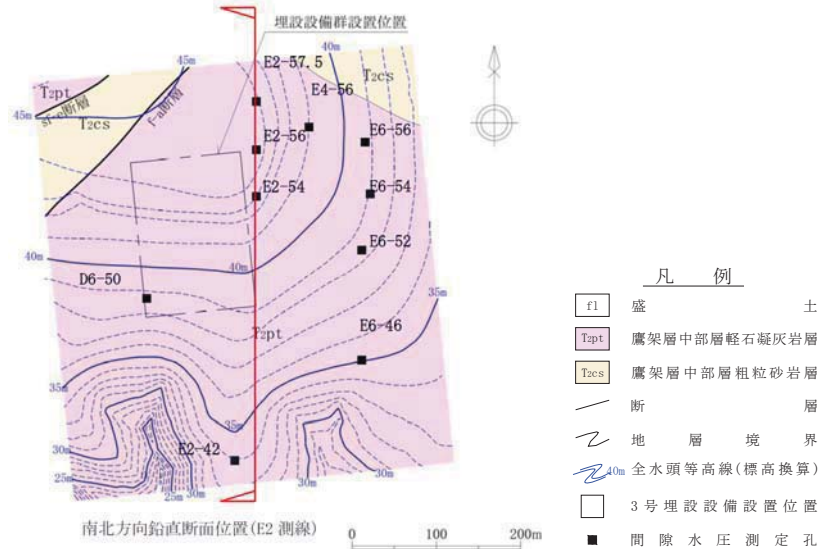 埋設設備群設置位置
45m
E2-57.5
40m
T2cs
T2pt
E4-56
sf-e断層
f-a断層
45m
T2cs
E2-56
E6-56
E2-54
E6-54
E6-52
40m
40m
D6-50
35m
T2pt
E6-46
35m
35m
E2-42
30m
30m
25m
25m
30m
30m
南北方向鉛直断面位置(E2 測線)
0 100 200m
凡 例
fl 盛 土
T2pt 鷹架層中部層軽石凝灰岩層
T2cs 鷹架層中部層粗粒砂岩層
断 層
地 層 境 界
40m 全水頭等高線(標高換算)
3号埋設設備設置位置
間隙水圧測定孔